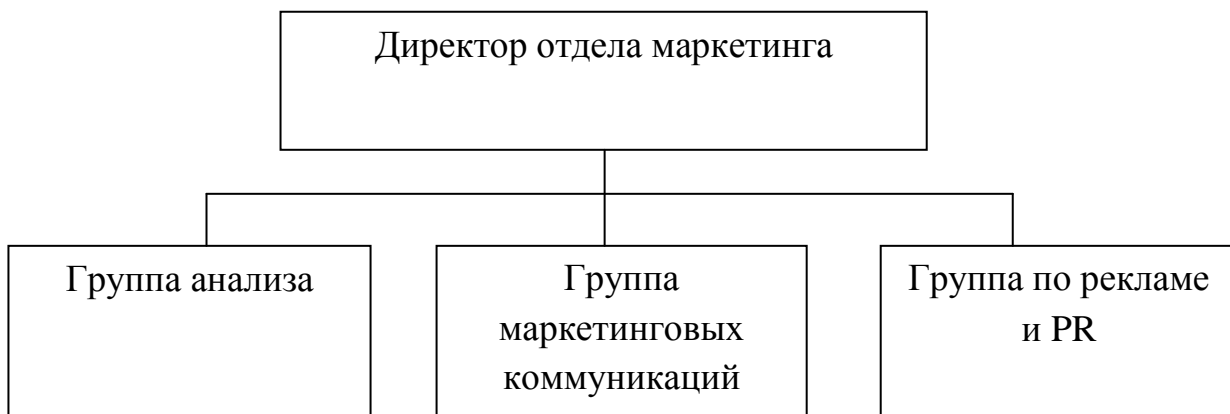 Директор отдела маркетинга
Группа анализа
Группа
маркетинговых
коммуникаций
Группа по рекламе
и PR